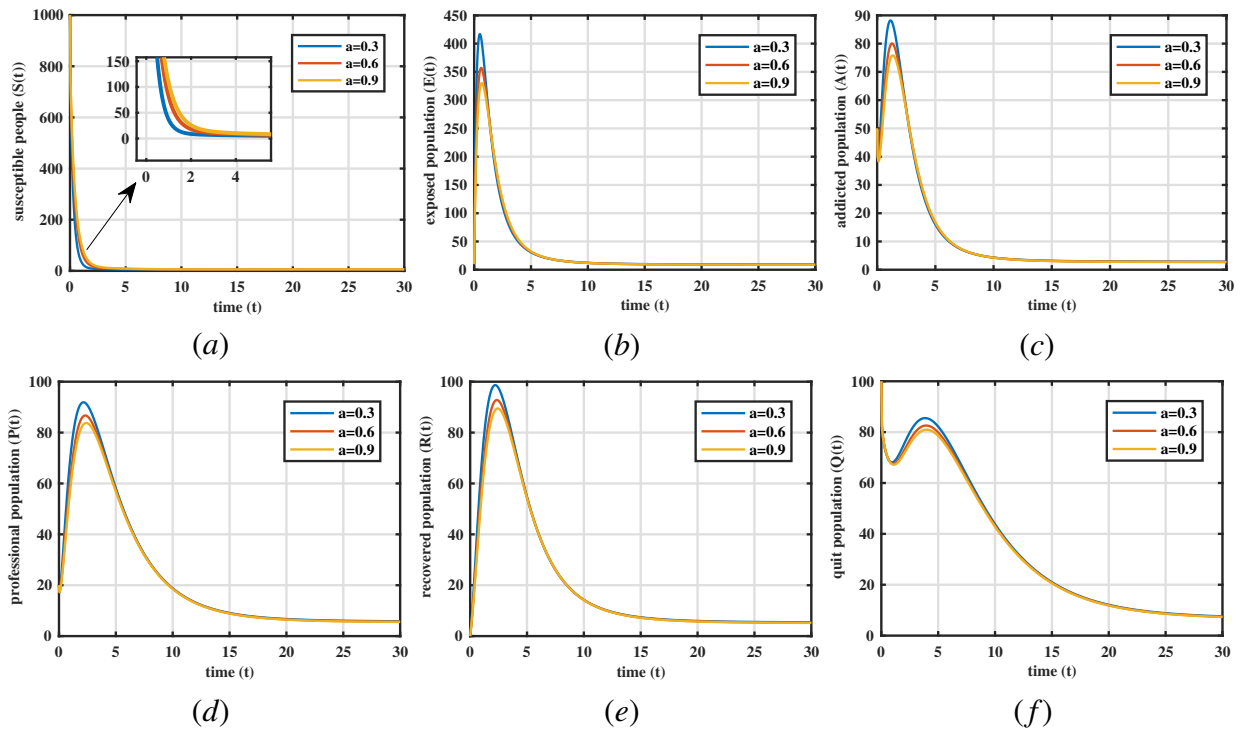 susceptible people (S(t))
1000
800
600
400
200
0
150
100
50
0
0 2 4
a=0.3
a=0.6
a=0.9
0 5 10 15 20 25 30
time (t)
(a)
exposed population (E(t))
450
400
350
300
250
200
150
100
50
0
a=0.3
a=0.6
a=0.9
0 5 10 15 20 25 30
time (t)
(b)
addicted population (A(t))
90
80
70
60
50
40
30
20
10
0
a=0.3
a=0.6
a=0.9
0 5 10 15 20 25 30
time (t)
(c)
professional population (P(t))
100
80
60
40
20
0
a=0.3
a=0.6
a=0.9
0 5 10 15 20 25 30
time (t)
(d)
recovered population (R(t))
100
80
60
40
20
0
a=0.3
a=0.6
a=0.9
0 5 10 15 20 25 30
time (t)
(e)
quit population (Q(t))
100
80
60
40
20
0
a=0.3
a=0.6
a=0.9
0 5 10 15 20 25 30
time (t)
(f)